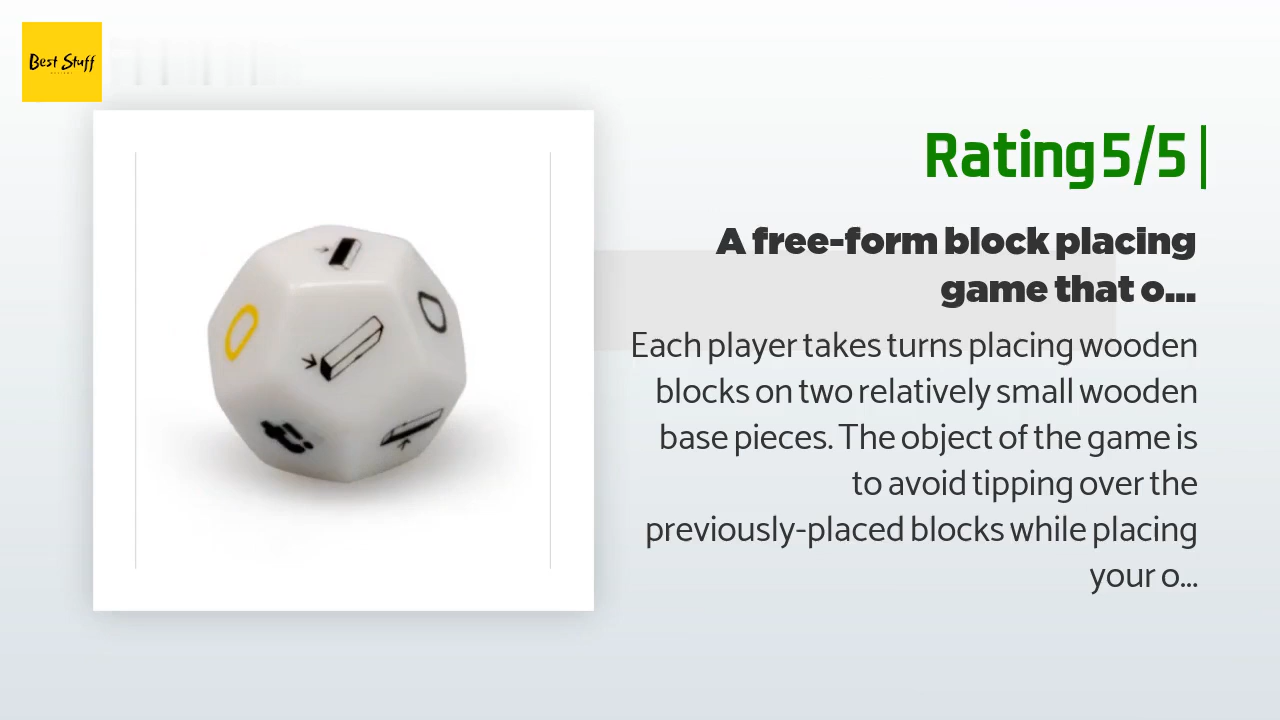 Best Stuff
Rating 5/5
A free-form block placing
game that o...
Each player takes turns placing wooden
blocks on two relatively small wooden
base pieces. The object of the game is
to avoid tipping over the
previously-placed blocks while placing
your o...